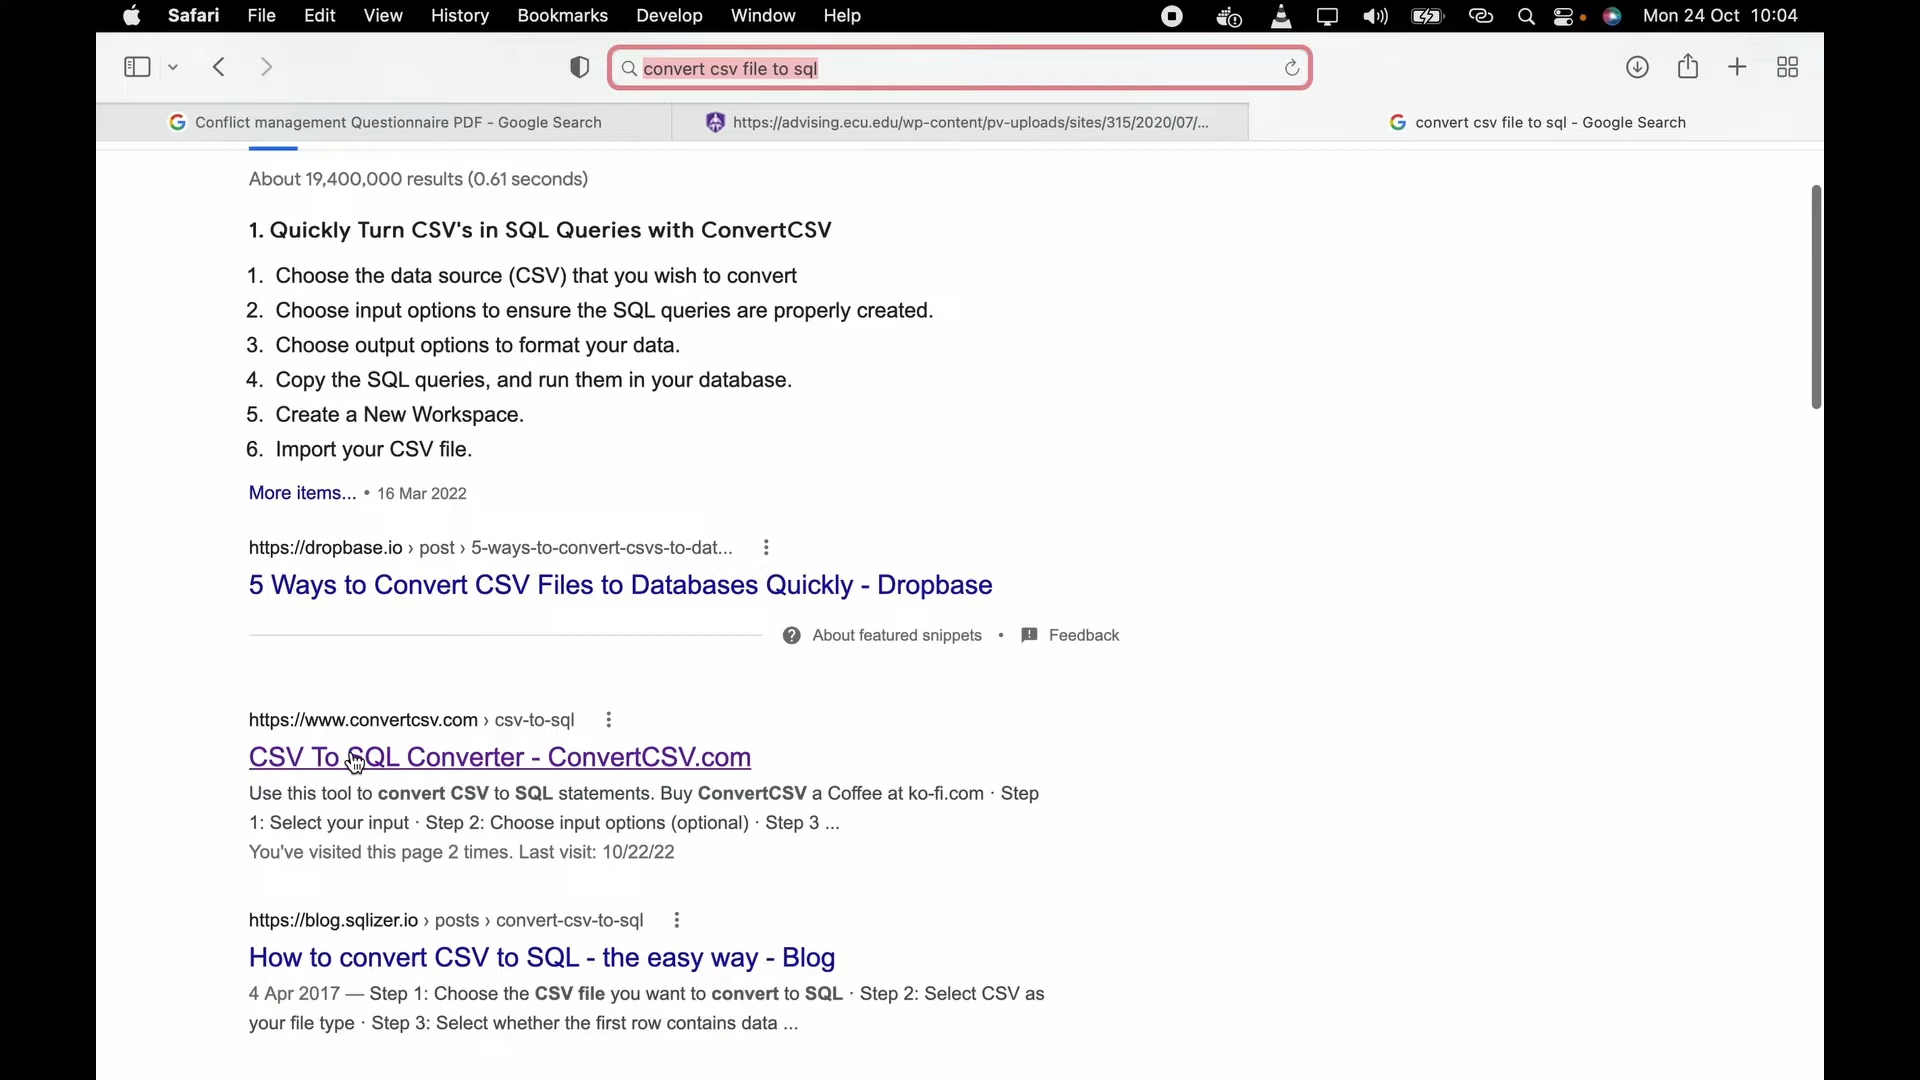 Safari File Edit View History Bookmarks Develop Window Help Mon 24 Oct 10:04
convert csv file to sql
Conflict management Questionnaire PDF - Google Search
https://advising.ecu.edu/wp-content/pv-uploads/sites/315/2020/07/...
convert csv file to sql - Google Search
About 19,400,000 results (0.61 seconds)
1. Quickly Turn CSV's in SQL Queries with ConvertCSV
1. Choose the data source (CSV) that you wish to convert
2. Choose input options to ensure the SQL queries are properly created.
3. Choose output options to format your data.
4. Copy the SQL queries, and run them in your database.
5. Create a New Workspace.
6. Import your CSV file.
More items... • 16 Mar 2022
https://dropbase.io › post › 5-ways-to-convert-csvs-to-dat...
5 Ways to Convert CSV Files to Databases Quickly - Dropbase
About featured snippets • Feedback
https://www.convertcsv.com › csv-to-sql
CSV To SQL Converter - ConvertCSV.com
Use this tool to convert CSV to SQL statements. Buy ConvertCSV a Coffee at ko-fi.com · Step
1: Select your input · Step 2: Choose input options (optional) · Step 3 ...
You've visited this page 2 times. Last visit: 10/22/22
https://blog.sqlizer.io › posts › convert-csv-to-sql
How to convert CSV to SQL - the easy way - Blog
4 Apr 2017 — Step 1: Choose the CSV file you want to convert to SQL · Step 2: Select CSV as
your file type · Step 3: Select whether the first row contains data ...